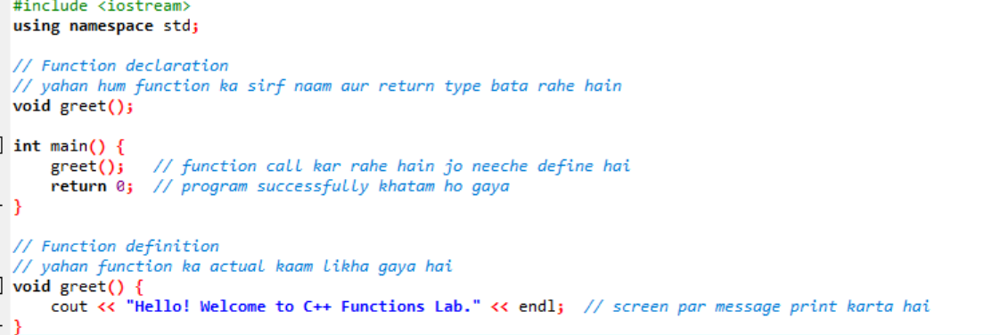 #include <iostream>
using namespace std;
// Function declaration
// yahan hum function ka sirf naam aur return type bata rahe hain
void greet();
int main() {
greet();   // function call kar rahe hain jo neeche define hai
return 0;  // program successfully khatam ho gaya
}
// Function definition
// yahan function ka actual kaam likha gaya hai
void greet() {
cout << "Hello! Welcome to C++ Functions Lab." << endl;  // screen par message print karta hai
}